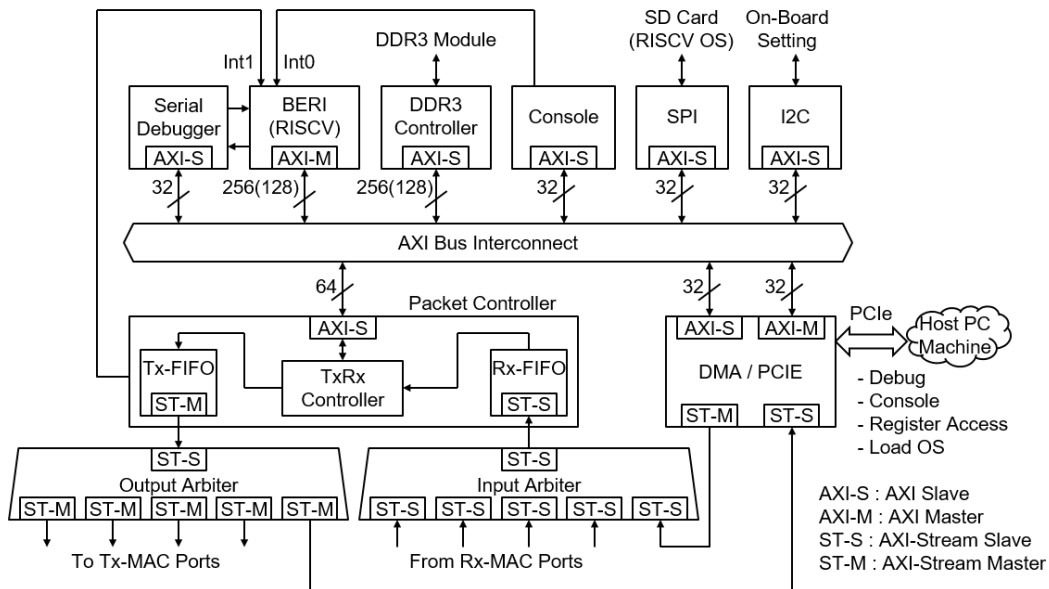 SD Card
(RISCV OS)
On-Board
Setting
DDR3 Module
Int1
Int0
Serial
Debugger
AXI-S
BERI
(RISCV)
AXI-M
DDR3
Controller
AXI-S
Console
AXI-S
SPI
AXI-S
I2C
AXI-S
32
256(128)
256(128)
32
32
32
AXI Bus Interconnect
64
32
32
Packet Controller
AXI-S
Tx-FIFO
ST-M
TxRx
Controller
Rx-FIFO
ST-S
AXI-S
AXI-M
DMA / PCIE
ST-M
ST-S
PCIe
Host PC
Machine
- Debug
- Console
- Register Access
- Load OS
ST-S
Output Arbiter
ST-M
ST-M
ST-M
ST-M
ST-M
To Tx-MAC Ports
ST-S
Input Arbiter
ST-S
ST-S
ST-S
ST-S
ST-S
From Rx-MAC Ports
AXI-S : AXI Slave
AXI-M : AXI Master
ST-S : AXI-Stream Slave
ST-M : AXI-Stream Master